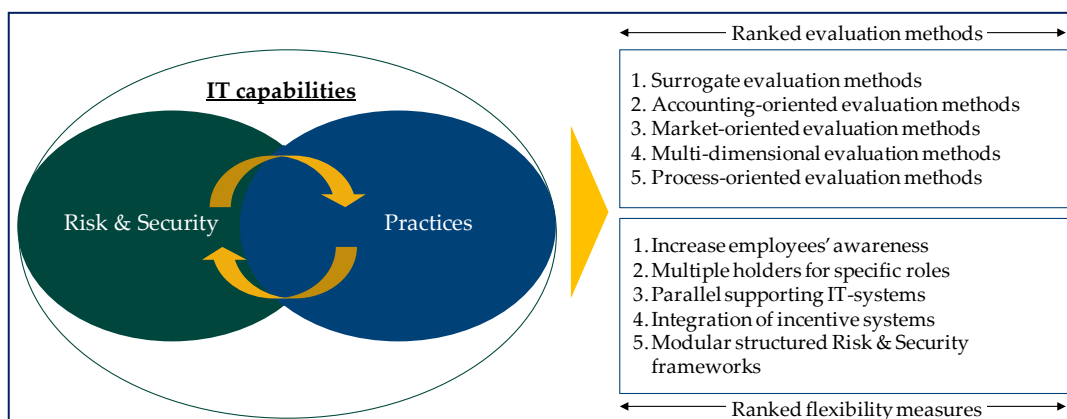 IT capabilities
Risk & Security
Practices
Ranked evaluation methods
1. Surrogate evaluation methods
2. Accounting-oriented evaluation methods
3. Market-oriented evaluation methods
4. Multi-dimensional evaluation methods
5. Process-oriented evaluation methods
1. Increase employees' awareness
2. Multiple holders for specific roles
3. Parallel supporting IT-systems
4. Integration of incentive systems
5. Modular structured Risk & Security
frameworks
Ranked flexibility measures